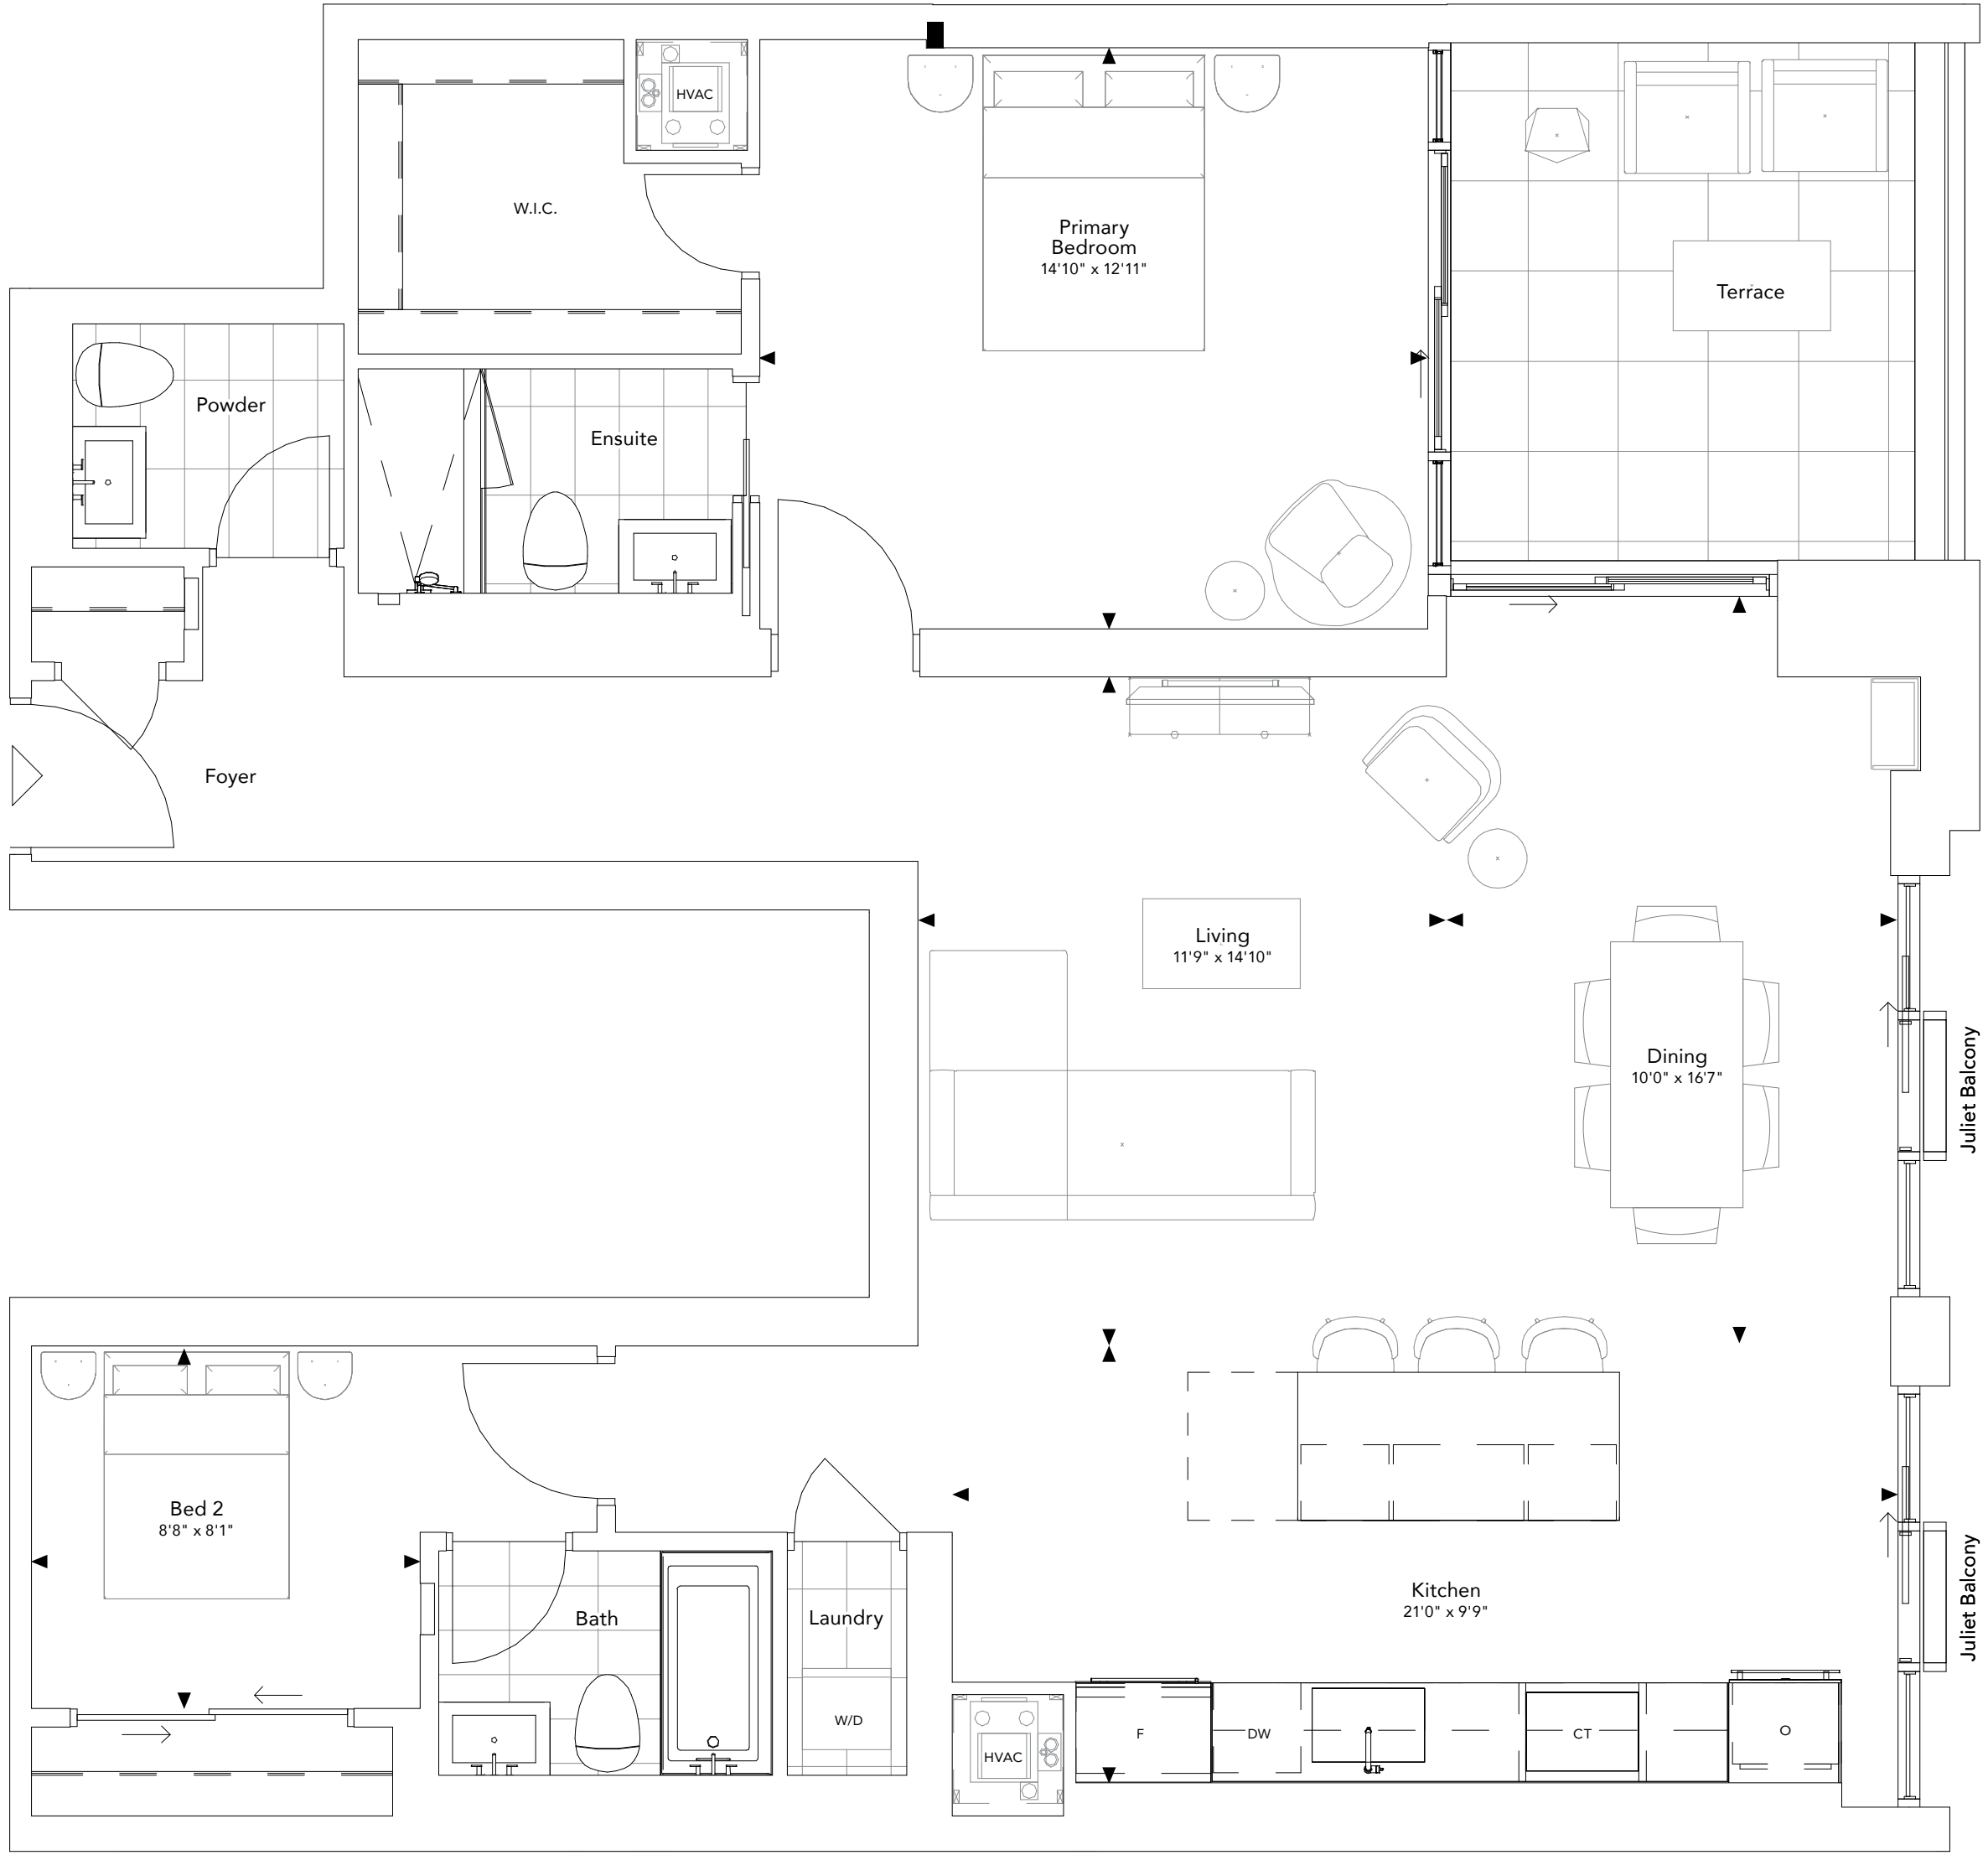 HVAC
W.I.C.
Primary
Bedroom
14'10" x 12'11"
Terrace
Powder
Ensuite
Foyer
Living
11'9" x 14'10"
Dining
10'0" x 16'7"
Juliet Balcony
Bed 2
8'8" x 8'1"
Bath
Laundry
W/D
Kitchen
21'0" x 9'9"
Juliet Balcony
HVAC
F
DW
CT
O